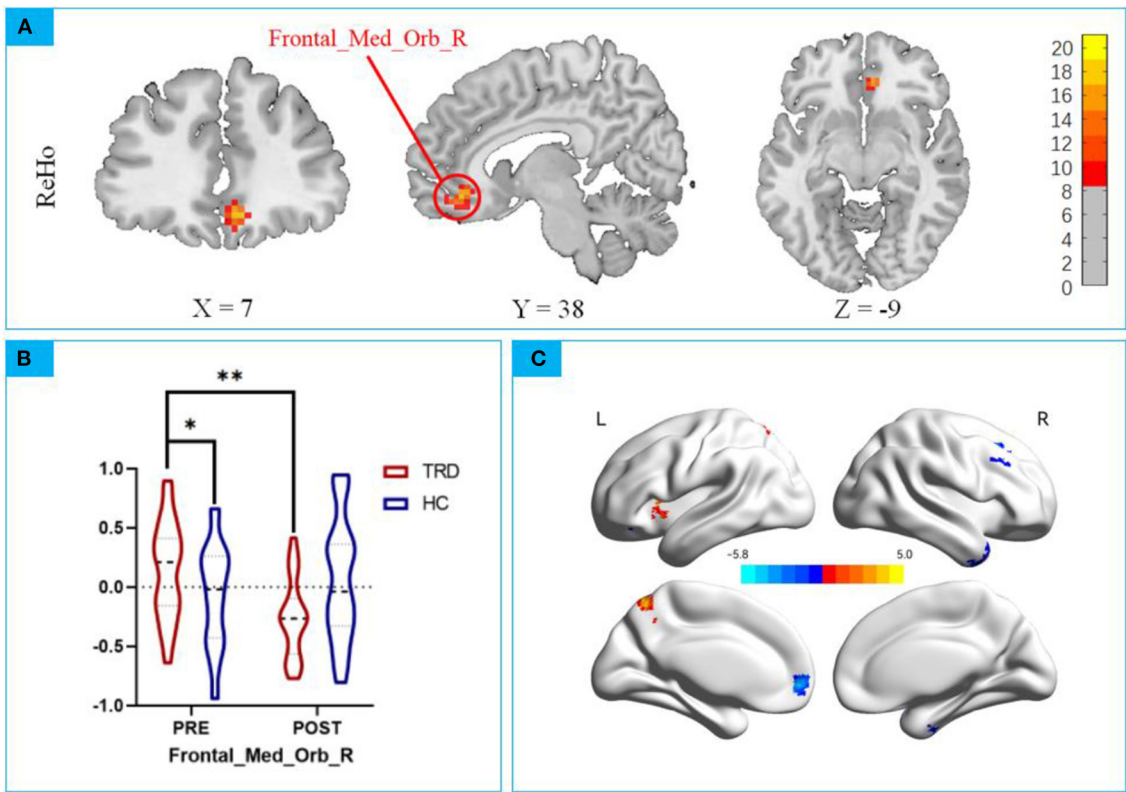 A
Frontal_Med_Orb_R
ReHo
20
18
16
14
12
10
8
6
4
2
0
X = 7
Y = 38
Z = -9
B
**
*
1.0
0.5
0.0
-0.5
-1.0
TRD
HC
PRE
POST
Frontal_Med_Orb_R
C
L
R
-5.8
5.0